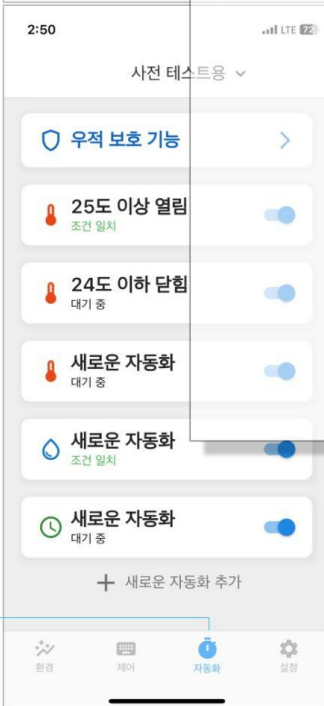 2:50
LTE 72
사전 테스트용
우적 보호 기능
25도 이상 열림
조건 일치
24도 이하 닫힘
대기 중
새로운 자동화
대기 중
새로운 자동화
조건 일치
새로운 자동화
대기 중
+ 새로운 자동화 추가
환경 제어 자동화 설정